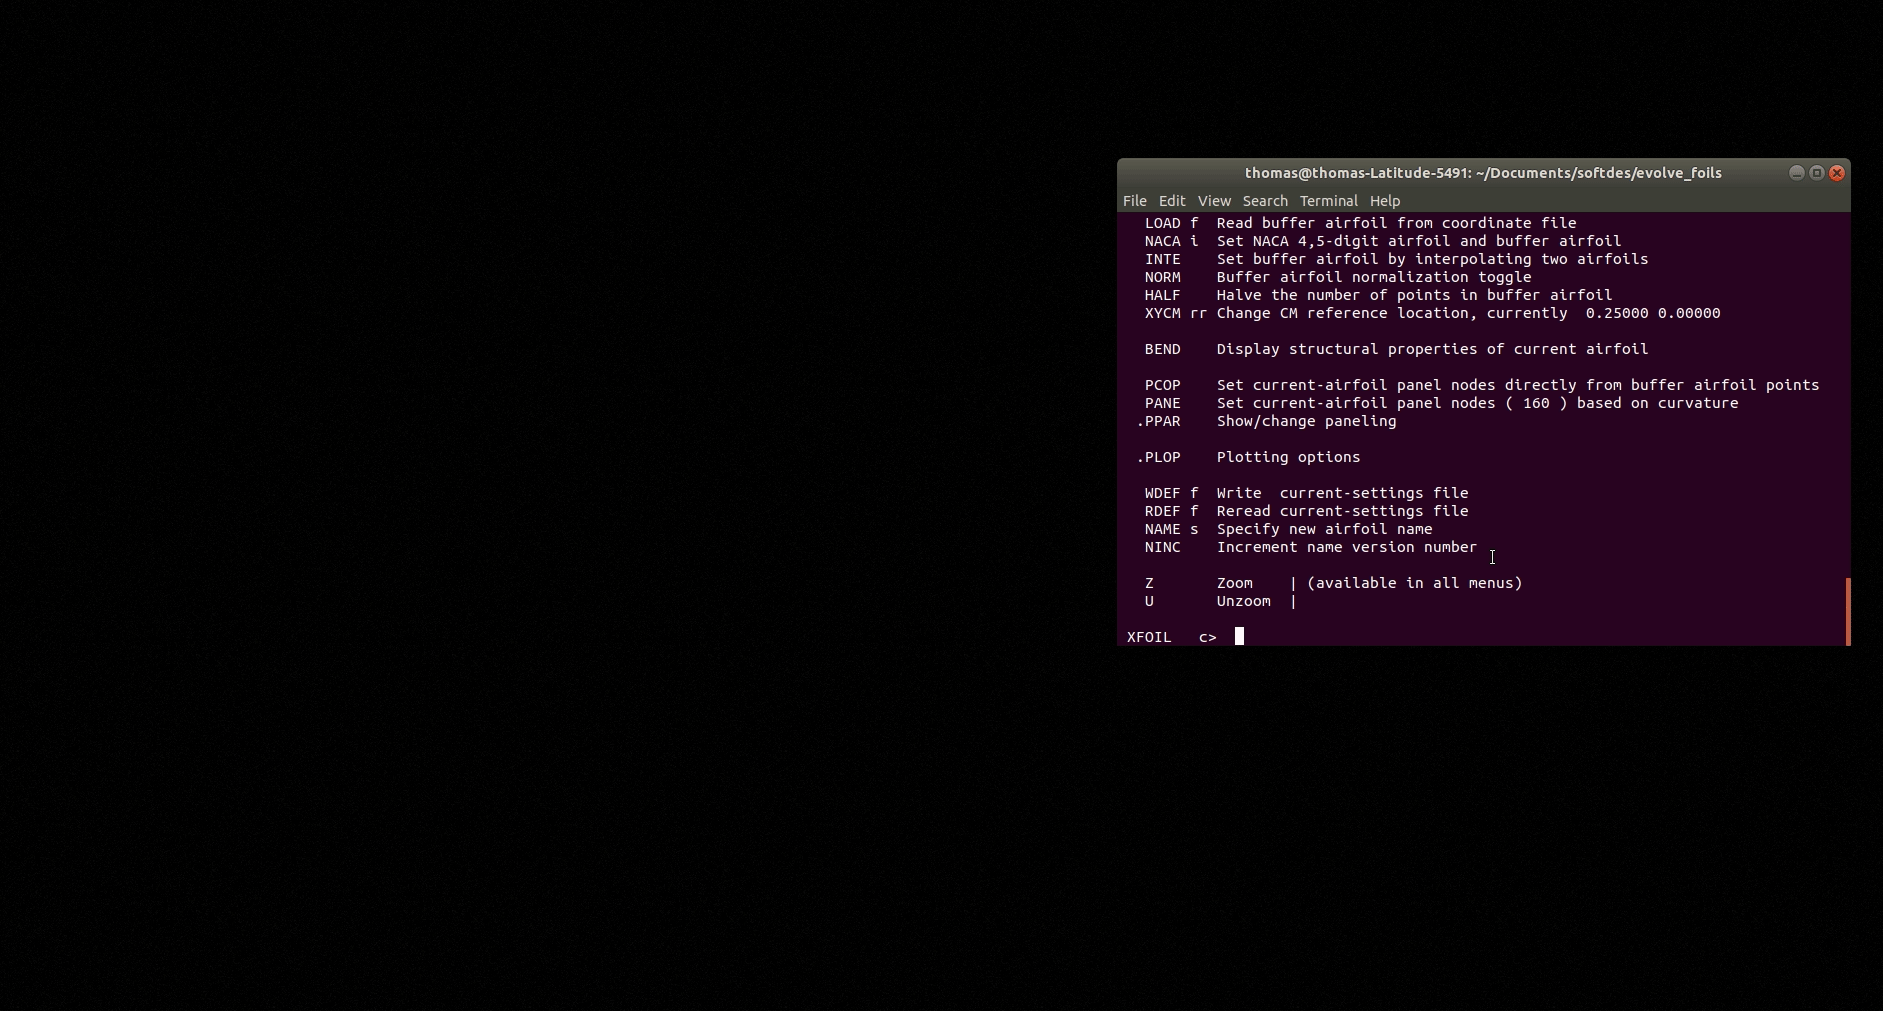 thomas@thomas-Latitude-5491: ~/Documents/softdes/evolve_foils
File Edit View Search Terminal Help
LOAD f Read buffer airfoil from coordinate file
NACA i Set NACA 4,5-digit airfoil and buffer airfoil
INTE Set buffer airfoil by interpolating two airfoils
NORM Buffer airfoil normalization toggle
HALF Halve the number of points in buffer airfoil
XYCM rr Change CM reference location, currently 0.25000 0.00000
BEND Display structural properties of current airfoil
PCOP Set current-airfoil panel nodes directly from buffer airfoil points
PANE Set current-airfoil panel nodes ( 160 ) based on curvature
.PPAR Show/change paneling
.PLOP Plotting options
WDEF f Write current-settings file
RDEF f Reread current-settings file
NAME s Specify new airfoil name
NINC Increment name version number
Z Zoom | (available in all menus)
U Unzoom |
XFOIL c>